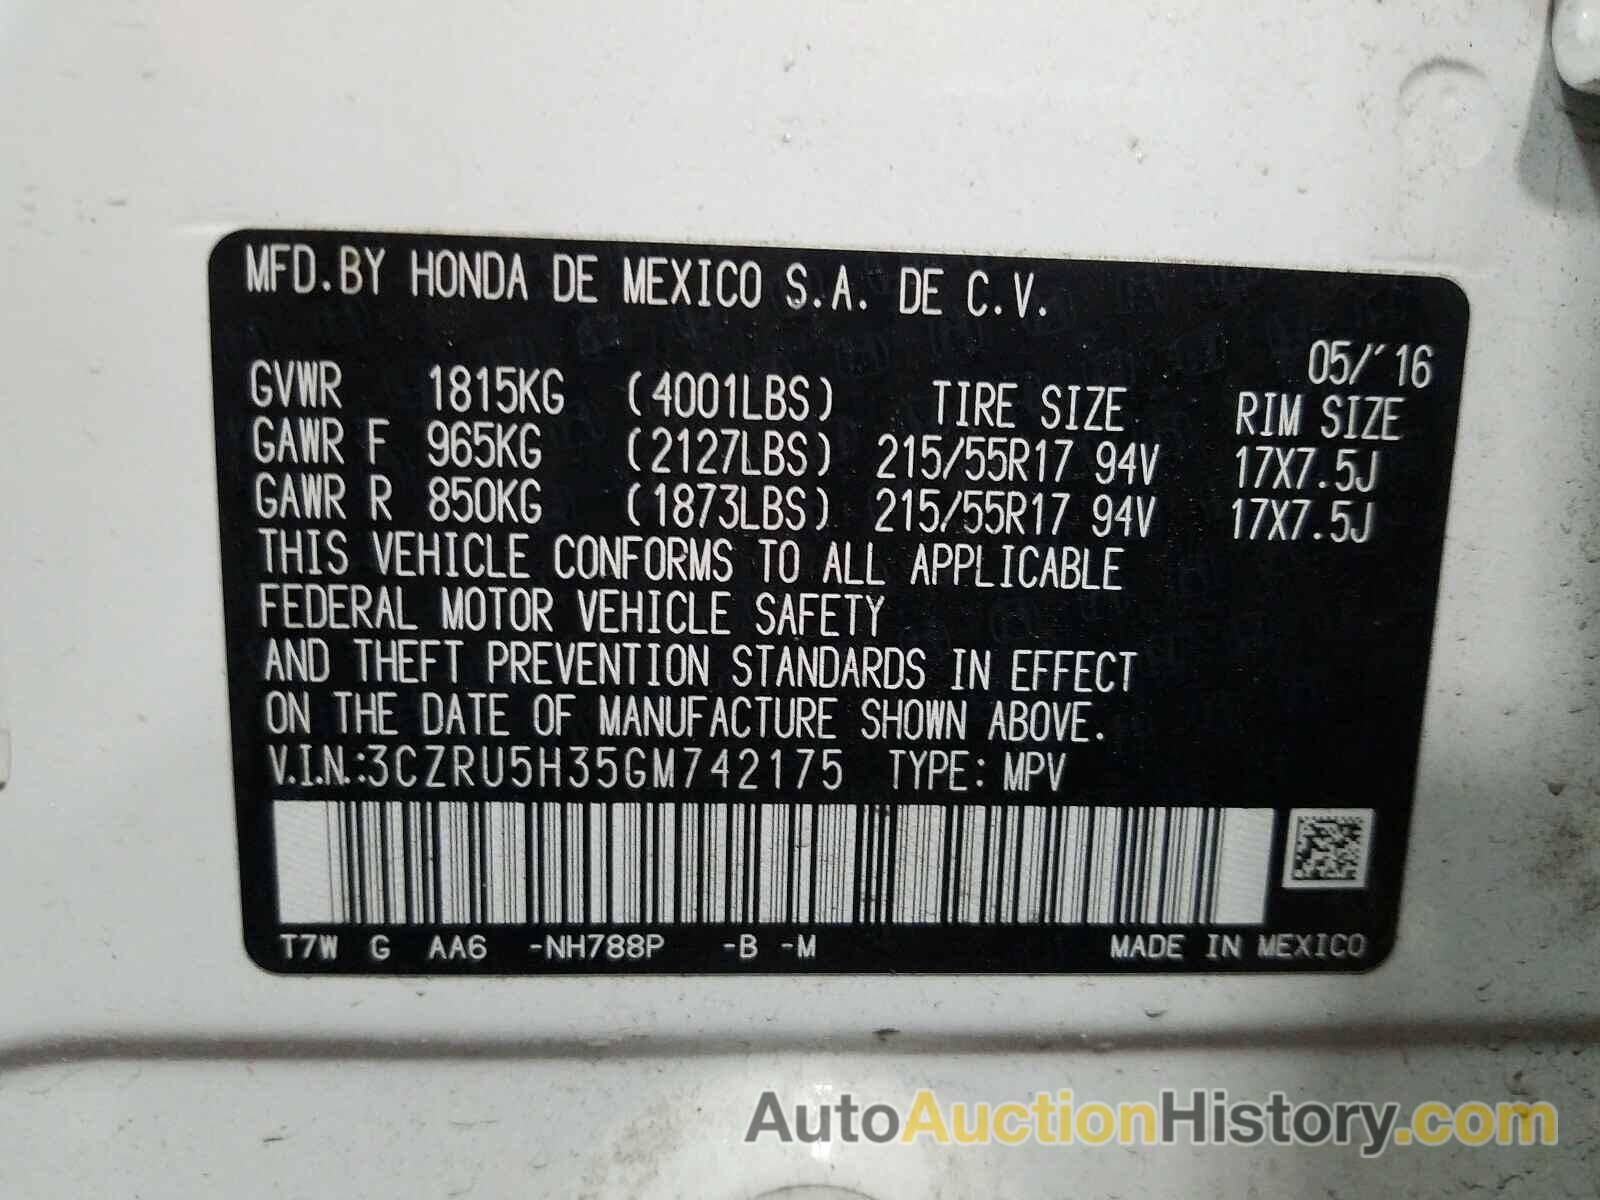 MFD.BY HONDA DE MEXICO S.A. DE C.V.
05/'16
GVWR 1815KG (4001LBS) TIRE SIZE RIM SIZE
GAWR F 965KG (2127LBS) 215/55R17 94V 17X7.5J
GAWR R 850KG (1873LBS) 215/55R17 94V 17X7.5J
THIS VEHICLE CONFORMS TO ALL APPLICABLE
FEDERAL MOTOR VEHICLE SAFETY
AND THEFT PREVENTION STANDARDS IN EFFECT
ON THE DATE OF MANUFACTURE SHOWN ABOVE.
V.I.N.:3CZRU5H35GM742175 TYPE: MPV
T7W G AA6 -NH788P -B -M MADE IN MEXICO
AutoAuctionHistory.com